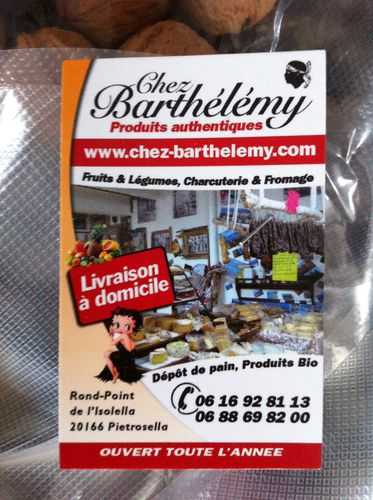 Chez
Barthélémy
Produits authentiques
www.chez-barthelemy.com
Fruits & Légumes, Charcuterie & Fromage
Livraison
à domicile
Dépôt de pain, Produits Bio
Rond-Point
de l'Isolella
20166 Pietrosella
06 16 92 81 13
06 88 69 82 00
OUVERT TOUTE L'ANNEE